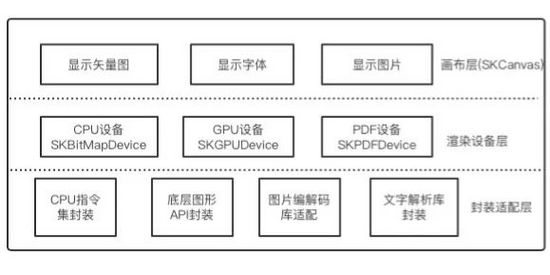 显示矢量图 显示字体 显示图片 画布层(SKCanvas)
CPU设备 GPU设备 PDF设备
SKBitMapDevice SKGPUDevice SKPDFDevice 渲染设备层
CPU指令 底层图形 图片编解码 文字解析库
集封装 API封装 库适配 封装 封装适配层